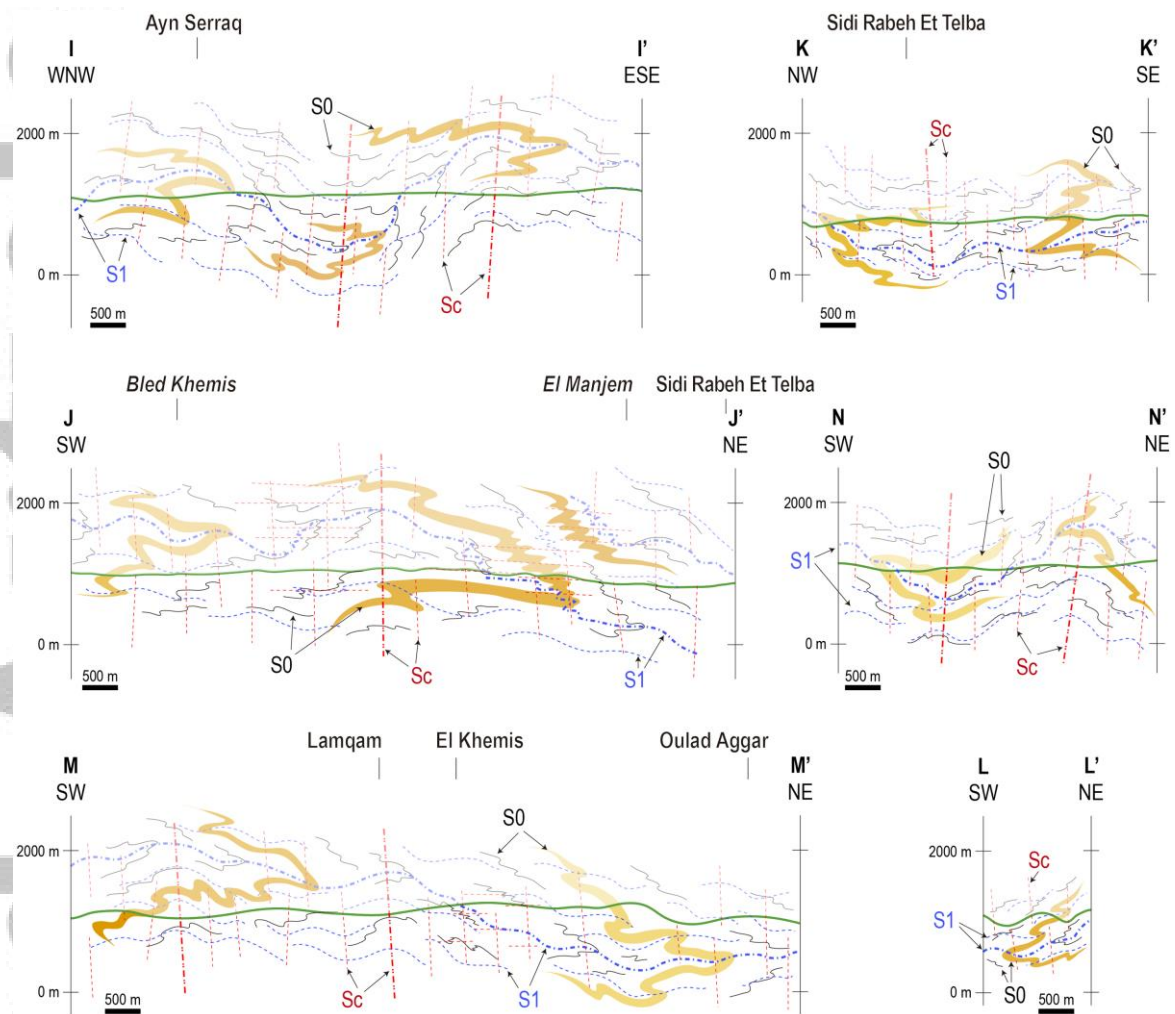 Ayn Serraq
I
WNW
I'
ESE
2000 m
0 m
S0
S1
Sc
500 m
Sidi Rabeh Et Telba
K
NW
K'
SE
2000 m
0 m
Sc
S0
S1
500 m
Bled Khemis
El Manjem
Sidi Rabeh Et Telba
J
SW
J'
NE
2000 m
0 m
S0
Sc
S1
500 m
N
SW
N'
NE
2000 m
0 m
S0
S1
Sc
500 m
Lamqam
El Khemis
Oulad Aggar
M
SW
M'
NE
2000 m
0 m
S0
Sc
S1
500 m
L
SW
L'
NE
2000 m
0 m
Sc
S1
S0
500 m